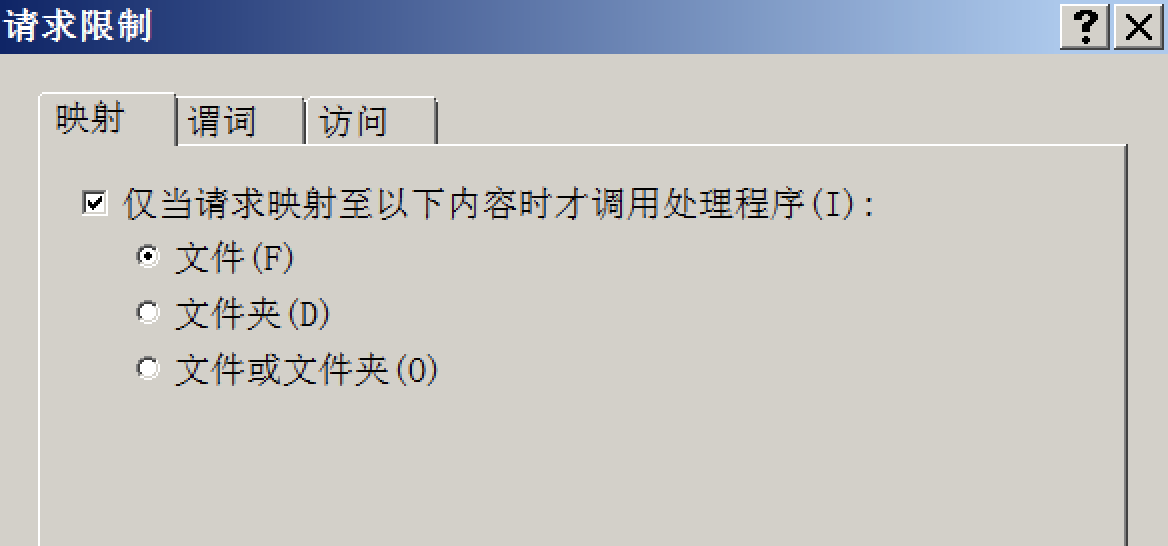 请求限制
映射 谓词 访问
仅当请求映射至以下内容时才调用处理程序(I):
文件(F)
文件夹(D)
文件或文件夹(O)